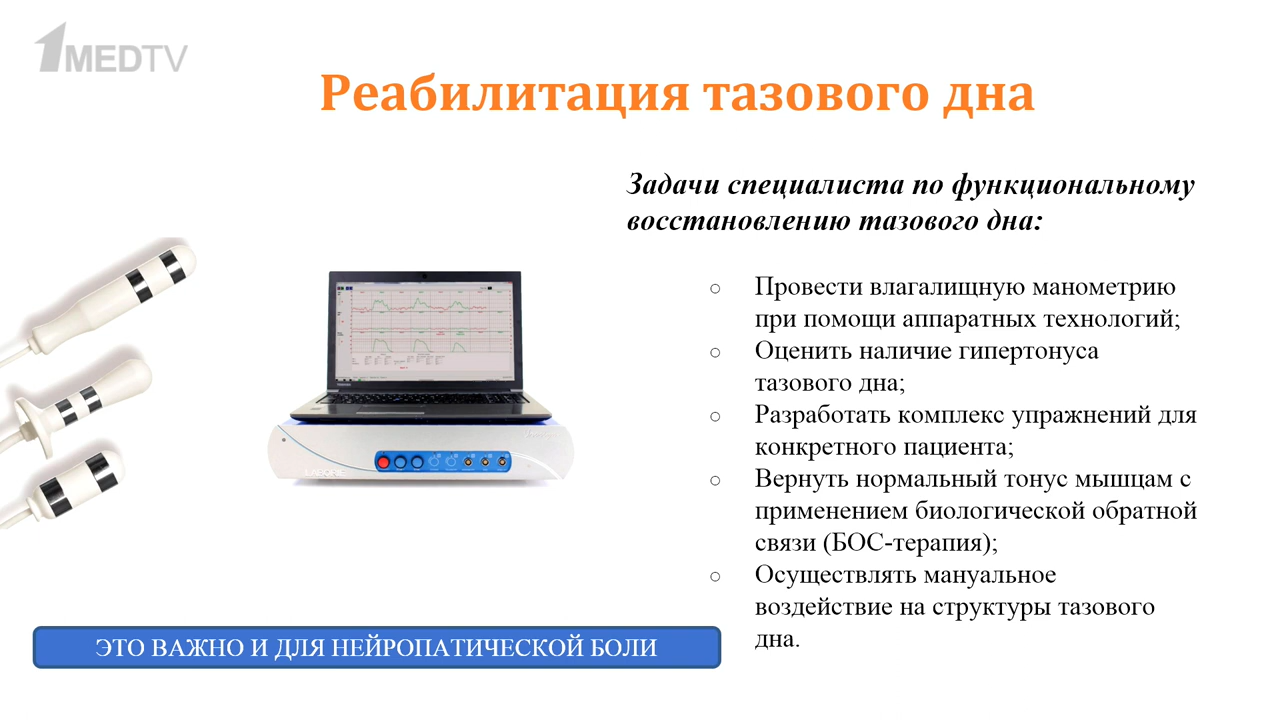 1MEDTV
Реабилитация тазового дна
Задачи специалиста по функциональному
восстановлению тазового дна:
○ Провести влагалищную манометрию
при помощи аппаратных технологий;
○ Оценить наличие гипертонуса
тазового дна;
○ Разработать комплекс упражнений для
конкретного пациента;
○ Вернуть нормальный тонус мышцам с
применением биологической обратной
связи (БОС-терапия);
○ Осуществлять мануальное
воздействие на структуры тазового
дна.
LABORIE
ЭТО ВАЖНО И ДЛЯ НЕЙРОПАТИЧЕСКОЙ БОЛИ